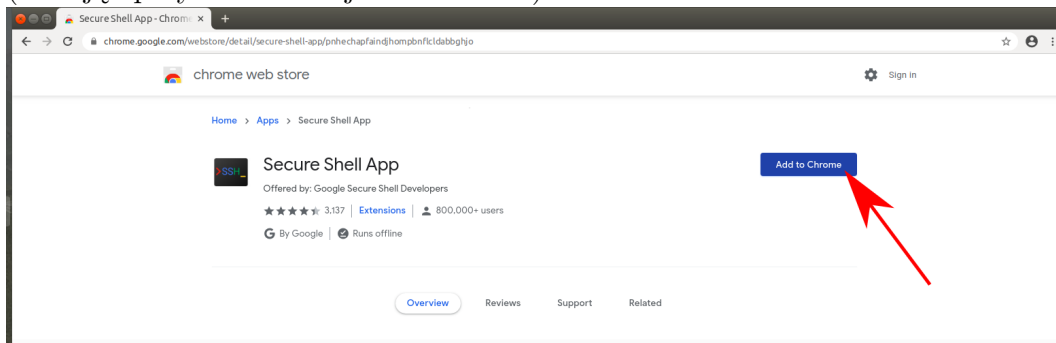 Secure Shell App - Chrome × +
chrome.google.com/webstore/detail/secure-shell-app/pnhechapfaindjhompbnflcldabbghjo
chrome web store
Sign in
Home > Apps > Secure Shell App
>SSH_
Secure Shell App
Add to Chrome
Offered by: Google Secure Shell Developers
3,137 | Extensions | 800,000+ users
G By Google | Runs offline
Overview Reviews Support Related